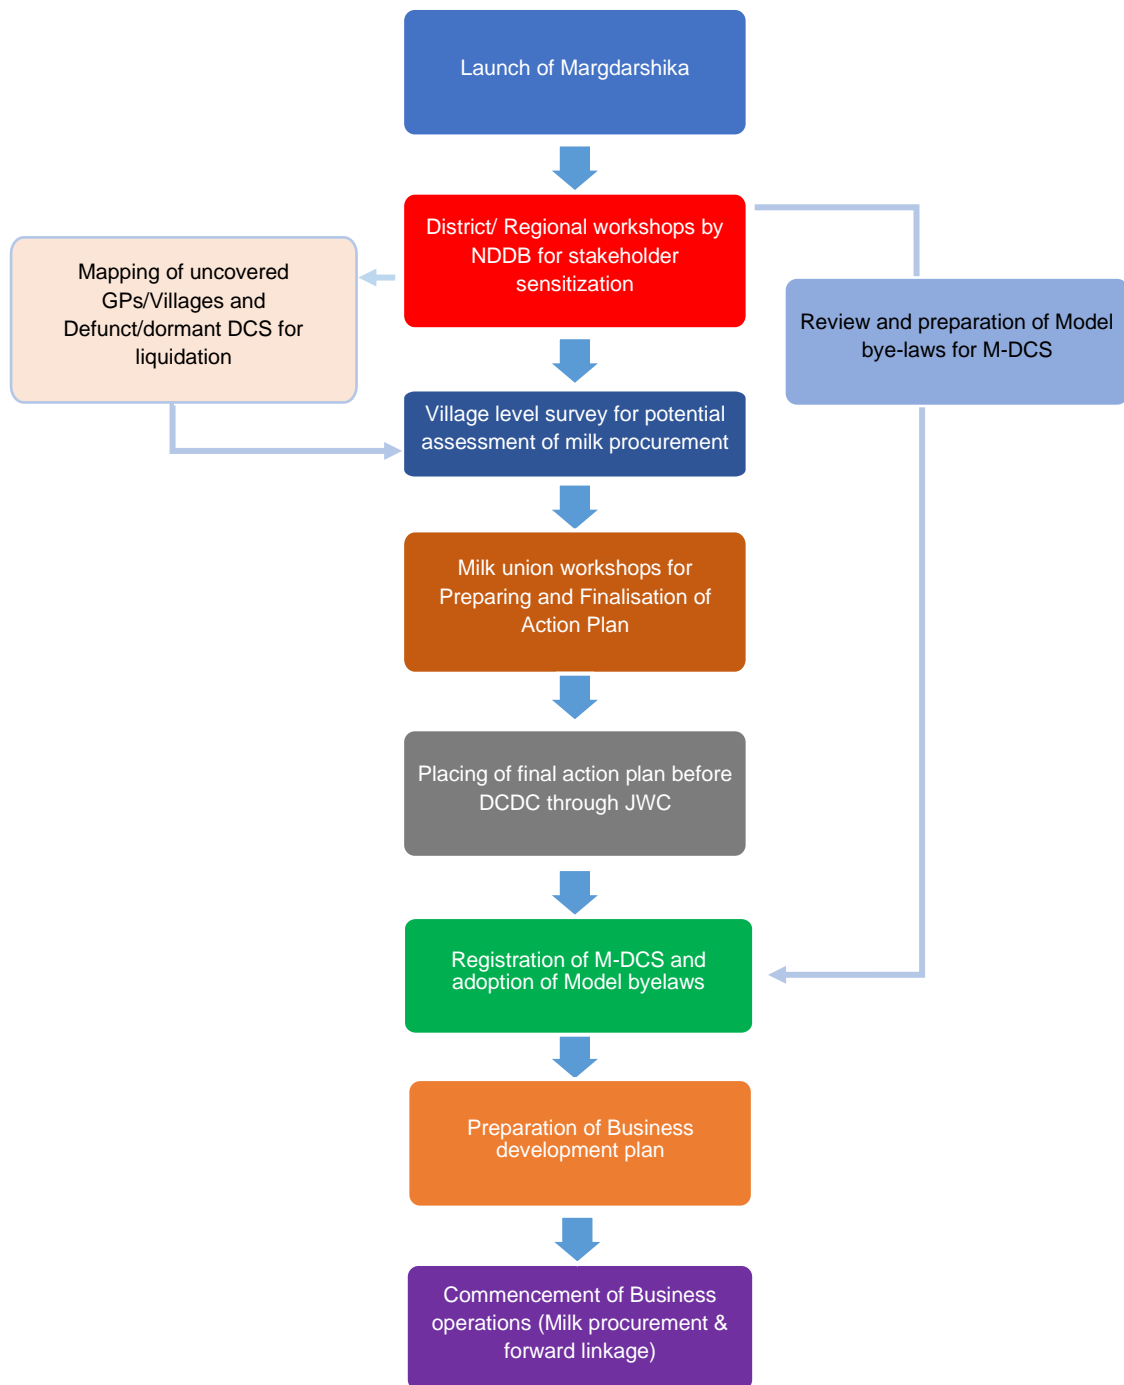 Launch of Margdarshika
District/ Regional workshops by
NDDB for stakeholder
sensitization
Mapping of uncovered
GPs/Villages and
Defunct/dormant DCS for
liquidation
Review and preparation of Model
bye-laws for M-DCS
Village level survey for potential
assessment of milk procurement
Milk union workshops for
Preparing and Finalisation of
Action Plan
Placing of final action plan before
DCDC through JWC
Registration of M-DCS and
adoption of Model byelaws
Preparation of Business
development plan
Commencement of Business
operations (Milk procurement &
forward linkage)